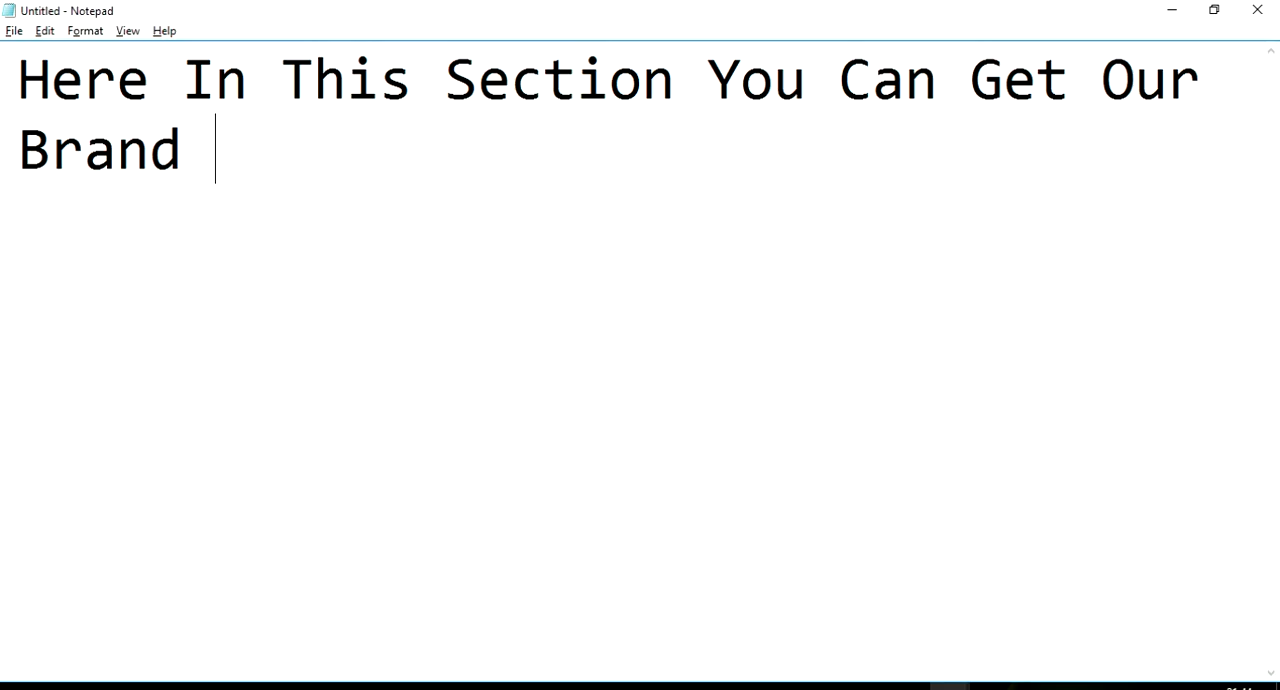 Untitled - Notepad
File Edit Format View Help
Here In This Section You Can Get Our
Brand